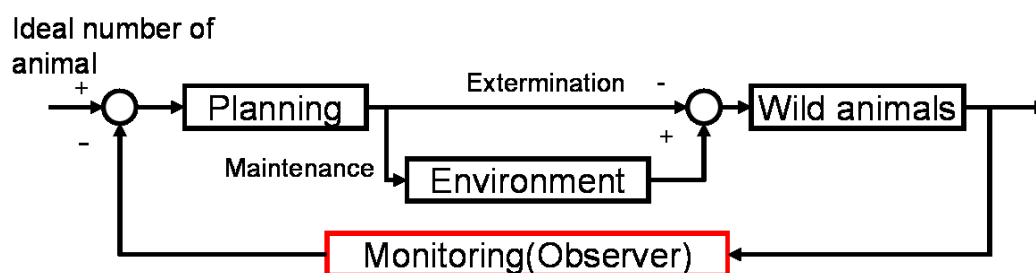 Ideal number of
animal
+
Extermination
-
Planning
Wild animals
-
+
Maintenance
Environment
Monitoring(Observer)